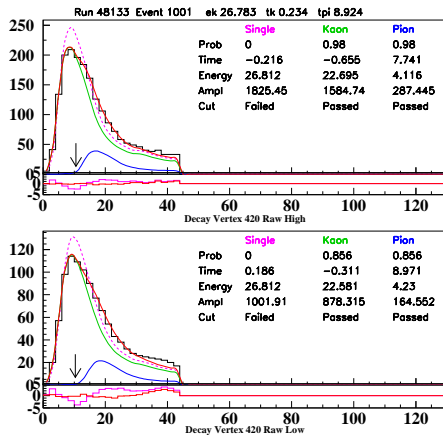 Run 48133 Event 1001 ek 26.783 tk 0.234 tpi 8.924
Single Kaon Pion
Prob 0 0.98 0.98
Time −0.216 −0.655 7.741
Energy 26.812 22.695 4.116
Ampl 1825.45 1584.74 287.445
Cut Failed Passed Passed
250
200
150
100
50
0
5
0
−5
0 20 40 60 80 100 120
Decay Vertex 420 Raw High
Single Kaon Pion
Prob 0 0.856 0.856
Time 0.186 −0.311 8.971
Energy 26.812 22.581 4.23
Ampl 1001.91 878.315 164.552
Cut Failed Passed Passed
120
100
80
60
40
20
0
5
0
−5
0 20 40 60 80 100 120
Decay Vertex 420 Raw Low